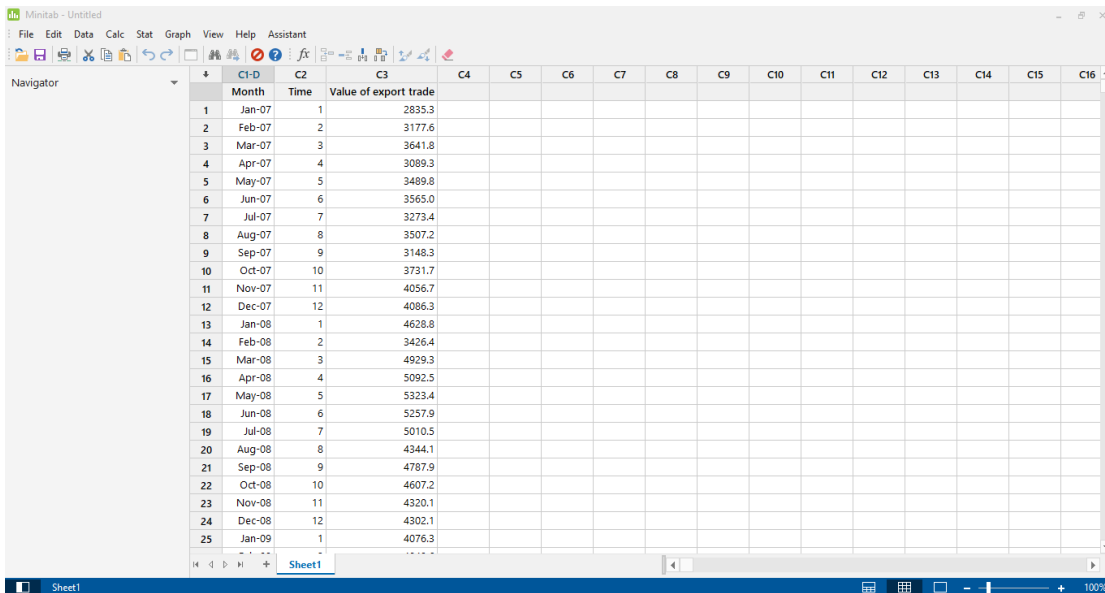 Minitab - Untitled
File Edit Data Calc Stat Graph View Help Assistant
fx
Navigator
C1-D C2 C3 C4 C5 C6 C7 C8 C9 C10 C11 C12 C13 C14 C15 C16
Month Time Value of export trade
1 Jan-07 1 2835.3
2 Feb-07 2 3177.6
3 Mar-07 3 3641.8
4 Apr-07 4 3089.3
5 May-07 5 3489.8
6 Jun-07 6 3565.0
7 Jul-07 7 3273.4
8 Aug-07 8 3507.2
9 Sep-07 9 3148.3
10 Oct-07 10 3731.7
11 Nov-07 11 4056.7
12 Dec-07 12 4086.3
13 Jan-08 1 4628.8
14 Feb-08 2 3426.4
15 Mar-08 3 4929.3
16 Apr-08 4 5092.5
17 May-08 5 5323.4
18 Jun-08 6 5257.9
19 Jul-08 7 5010.5
20 Aug-08 8 4344.1
21 Sep-08 9 4787.9
22 Oct-08 10 4607.2
23 Nov-08 11 4320.1
24 Dec-08 12 4302.1
25 Jan-09 1 4076.3
Sheet1
Sheet1 100%